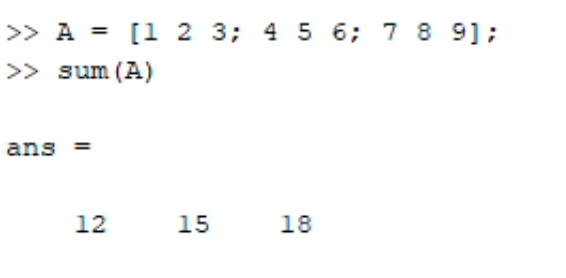 >> A = [1 2 3; 4 5 6; 7 8 9];
>> sum(A)
ans =
12 15 18